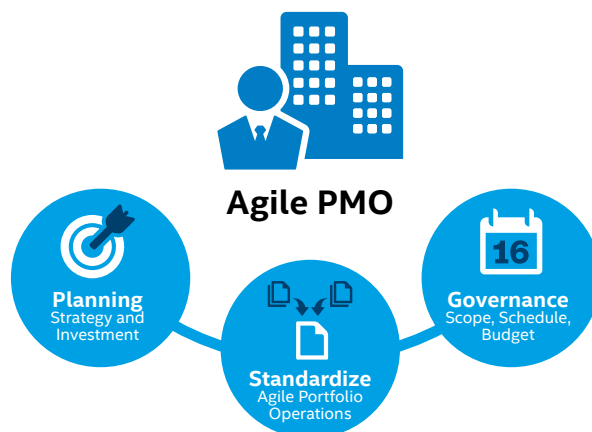 Agile PMO
Planning
Strategy and
Investment
Standardize
Agile Portfolio
Operations
16
Governance
Scope, Schedule,
Budget